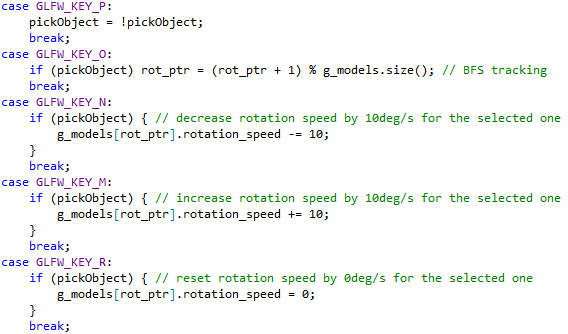 case GLFW_KEY_P:
    pickObject = !pickObject;
    break;
case GLFW_KEY_O:
    if (pickObject) rot_ptr = (rot_ptr + 1) % g_models.size(); // BFS tracking
    break;
case GLFW_KEY_N:
    if (pickObject) { // decrease rotation speed by 10deg/s for the selected one
        g_models[rot_ptr].rotation_speed -= 10;
    }
    break;
case GLFW_KEY_M:
    if (pickObject) { // increase rotation speed by 10deg/s for the selected one
        g_models[rot_ptr].rotation_speed += 10;
    }
    break;
case GLFW_KEY_R:
    if (pickObject) { // reset rotation speed by 0deg/s for the selected one
        g_models[rot_ptr].rotation_speed = 0;
    }
    break;